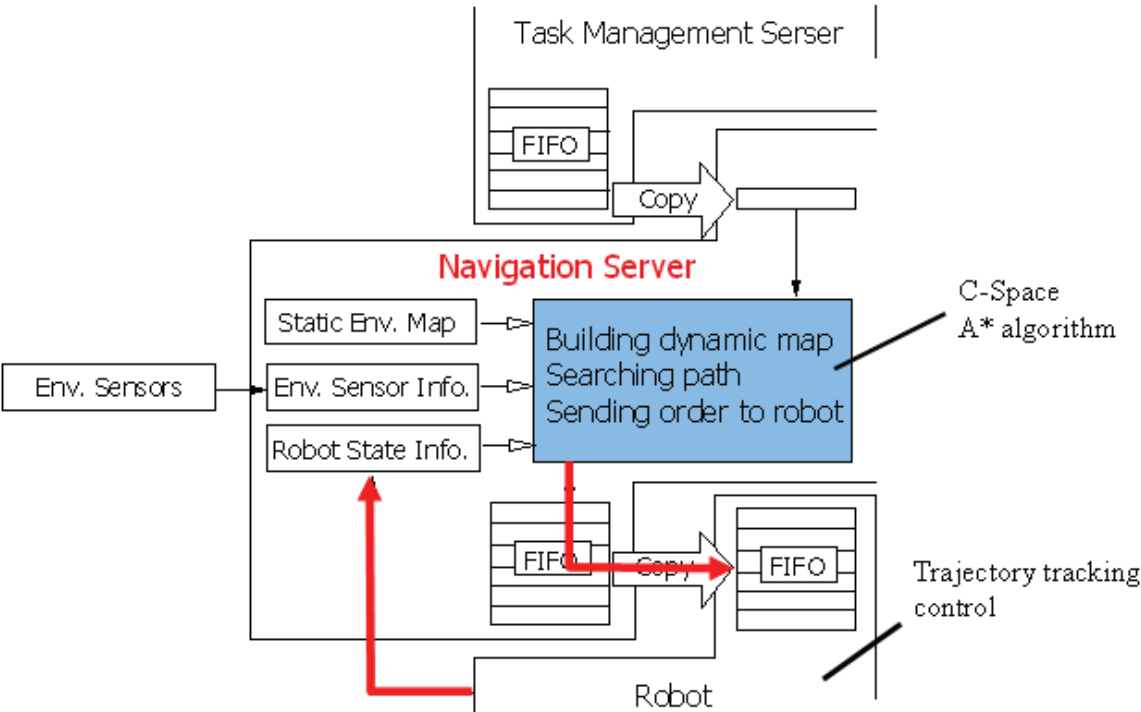 Task Management Serser
FIFO
Copy
Navigation Server
C-Space
A* algorithm
Static Env. Map
Building dynamic map
Searching path
Sending order to robot
Env. Sensors
Env. Sensor Info.
Robot State Info.
FIFO
Copy
FIFO
Trajectory tracking
control
Robot